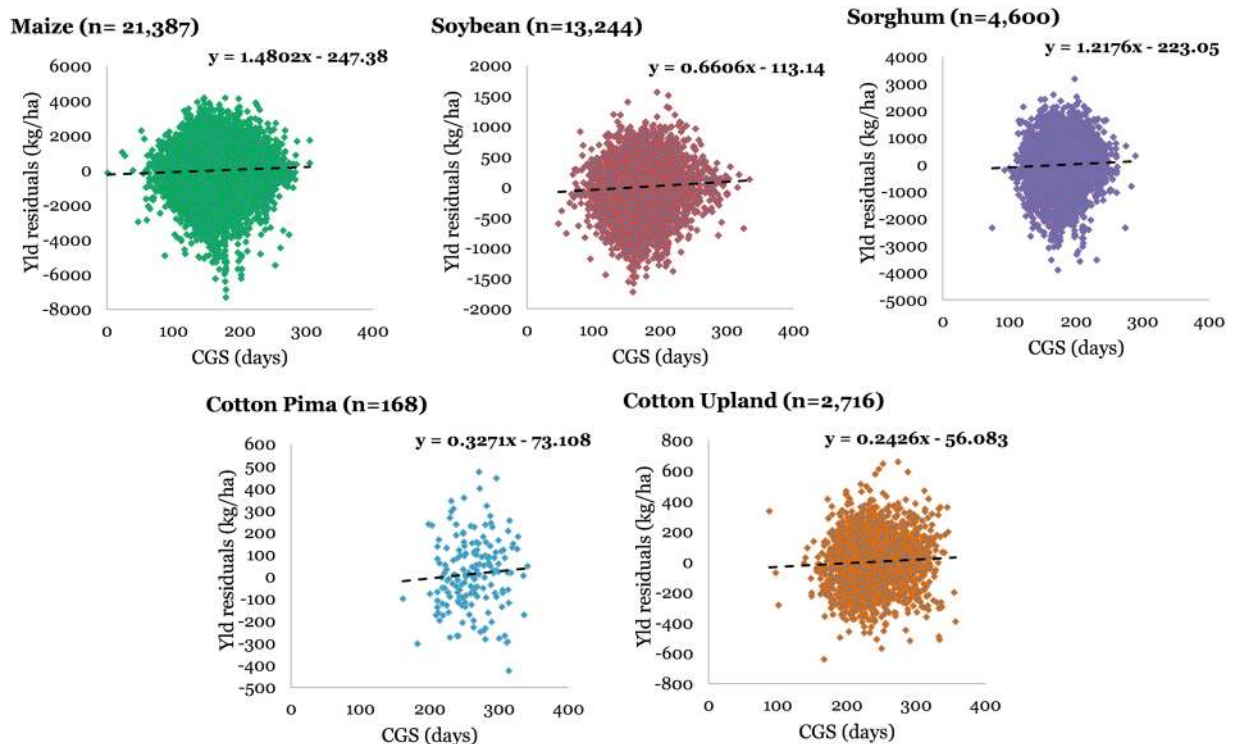 Maize (n= 21,387)
y = 1.4802x - 247.38
Yld residuals (kg/ha)
6000
4000
2000
0
-2000
-4000
-6000
-8000
0 100 200 300 400
CGS (days)
Soybean (n=13,244)
y = 0.6606x - 113.14
Yld residuals (kg/ha)
2000
1500
1000
500
0
-500
-1000
-1500
-2000
0 100 200 300 400
CGS (days)
Sorghum (n=4,600)
y = 1.2176x - 223.05
Yld residuals (kg/ha)
4000
3000
2000
1000
0
-1000
-2000
-3000
-4000
-5000
0 100 200 300 400
CGS (days)
Cotton Pima (n=168)
y = 0.3271x - 73.108
Yld residuals (kg/ha)
600
500
400
300
200
100
0
-100
-200
-300
-400
-500
0 100 200 300 400
CGS (days)
Cotton Upland (n=2,716)
y = 0.2426x - 56.083
Yld residuals (kg/ha)
800
600
400
200
0
-200
-400
-600
-800
0 100 200 300 400
CGS (days)